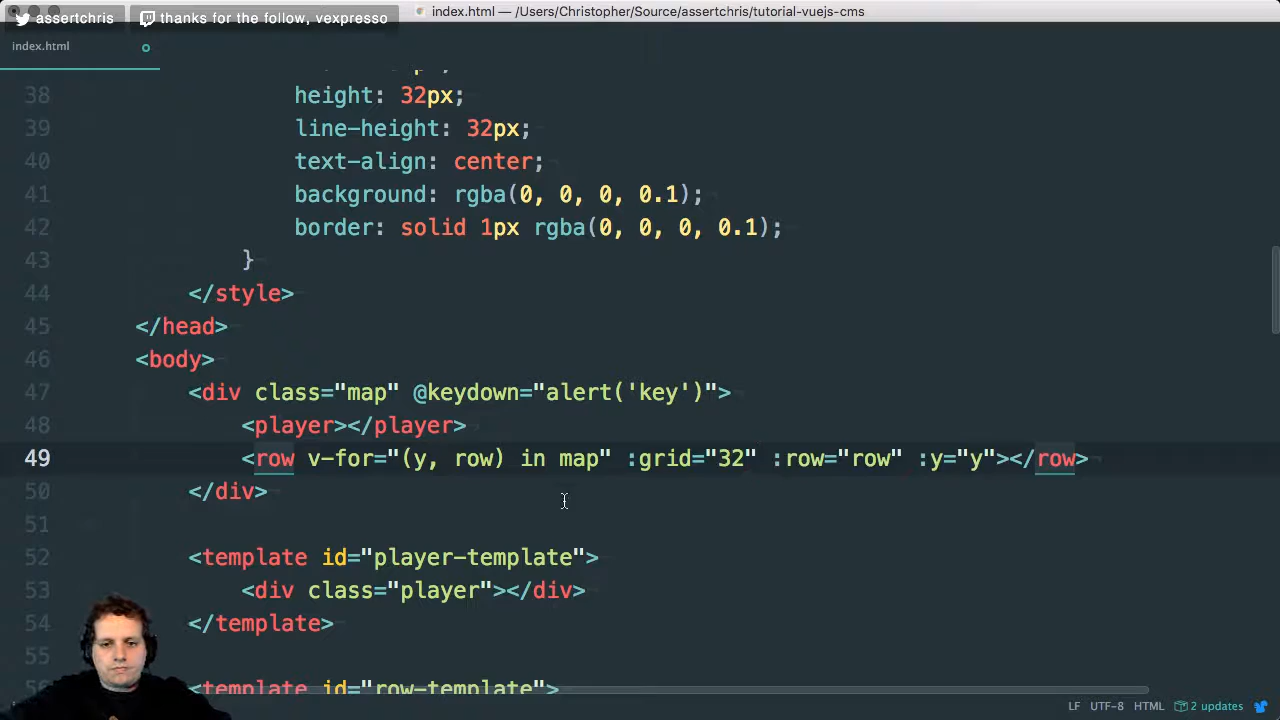 assertchris
thanks for the follow, vexpresso
index.html — /Users/Christopher/Source/assertchris/tutorial-vuejs-cms
index.html
38 height: 32px;
39 line-height: 32px;
40 text-align: center;
41 background: rgba(0, 0, 0, 0.1);
42 border: solid 1px rgba(0, 0, 0, 0.1);
43 }
44 </style>
45 </head>
46 <body>
47 <div class="map" @keydown="alert('key')">
48 <player></player>
49 <row v-for="(y, row) in map" :grid="32" :row="row" :y="y"></row>
50 </div>
51
52 <template id="player-template">
53 <div class="player"></div>
54 </template>
55
56 <template id="row-template">
LF UTF-8 HTML 2 updates